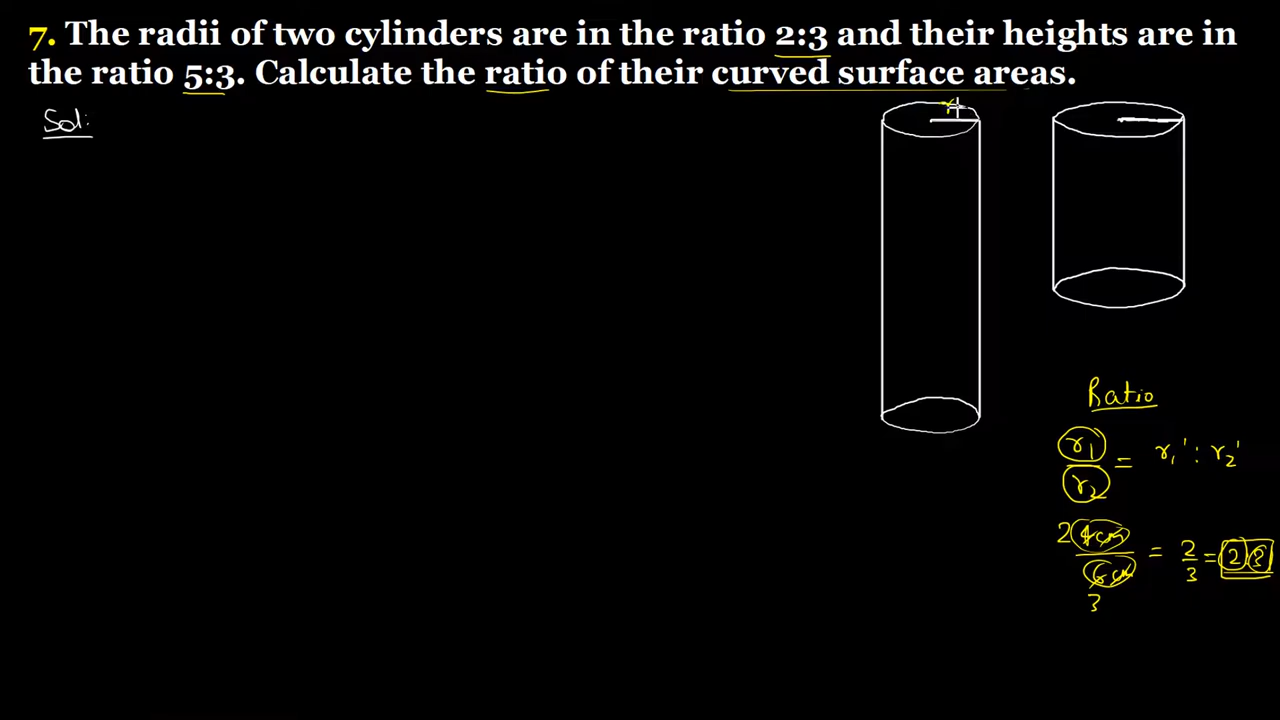 7. The radii of two cylinders are in the ratio 2:3 and their heights are in
the ratio 5:3. Calculate the ratio of their curved surface areas.
Sol:
Ratio
r₁/r₂ = r₁' : r₂'
2 4cm/6cm 3 = 2/3 = 2:3